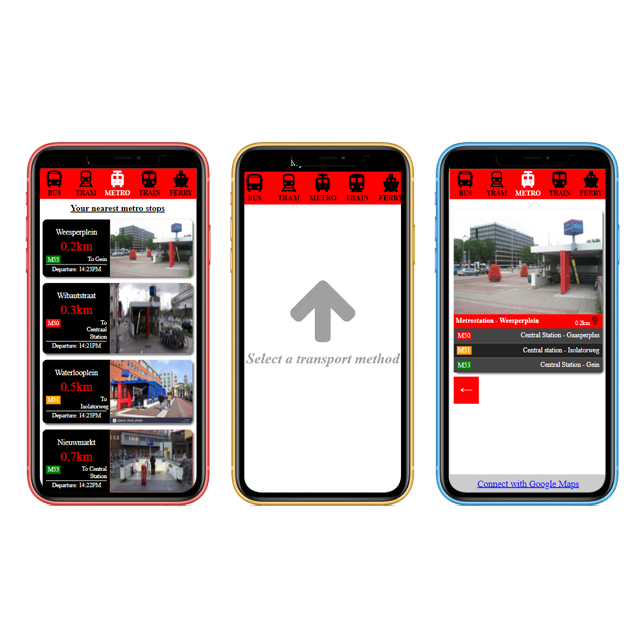 BUS TRAM METRO TRAIN FERRY
Your nearest metro stops
Weesperplein
0.2km
M53 To Gein
Departure: 14:23PM
Wibautstraat
0.3km
M50 To
Centraal
Station
Departure: 14:21PM
Waterlooplein
0.5km
M51 To
Isolatorweg
Departure: 14:23PM
Nieuwmarkt
0.7km
M53 To Central
Station
Departure: 14:22PM
BUS TRAM METRO TRAIN FERRY
Select a transport method
BUS TRAM METRO TRAIN FERRY
Metrostation - Weesperplein 0.2km
M50 Central Station - Gaasperplas
M51 Central station - Isolatorweg
M53 Central Station - Gein
Connect with Google Maps